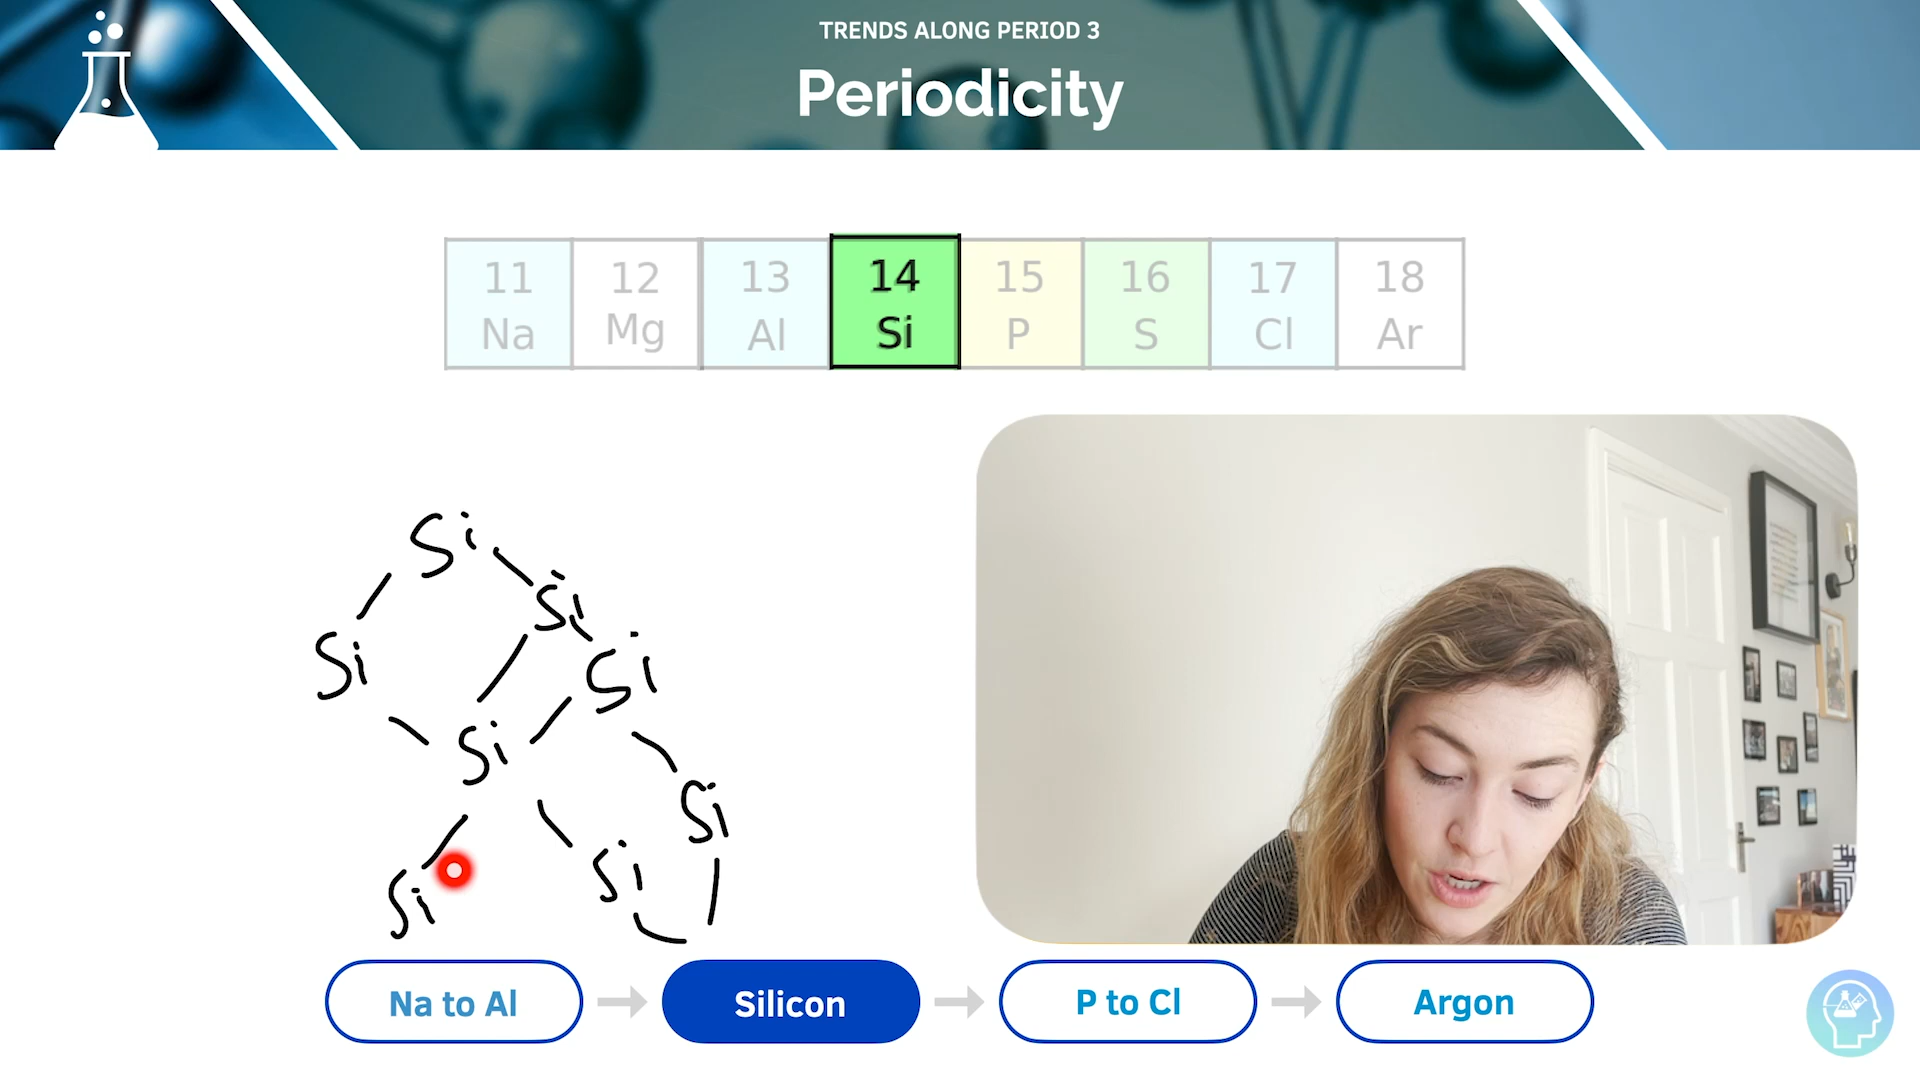 TRENDS ALONG PERIOD 3
Periodicity
11 12 13 14 15 16 17 18
Na Mg Al Si P S Cl Ar
Si
Si
Si
Si
Si
Si
Si
Si
Na to Al
Silicon
P to Cl
Argon